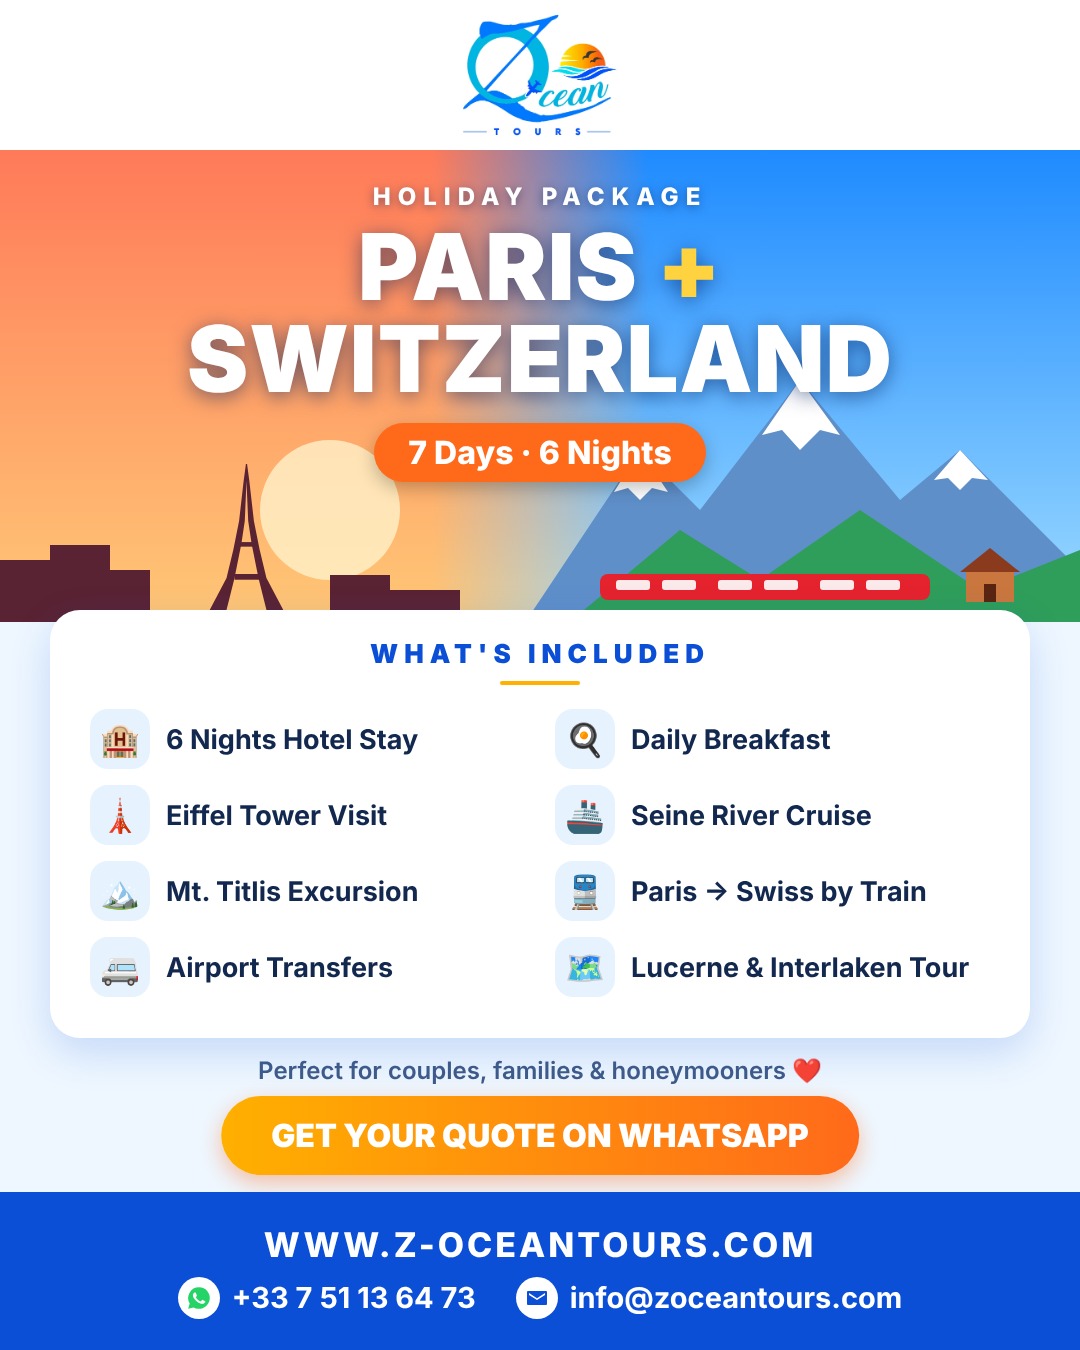 Z Ocean
TOURS
HOLIDAY PACKAGE
PARIS +
SWITZERLAND
7 Days · 6 Nights
WHAT'S INCLUDED
6 Nights Hotel Stay
Daily Breakfast
Eiffel Tower Visit
Seine River Cruise
Mt. Titlis Excursion
Paris → Swiss by Train
Airport Transfers
Lucerne & Interlaken Tour
Perfect for couples, families & honeymooners ❤️
GET YOUR QUOTE ON WHATSAPP
WWW.Z-OCEANTOURS.COM
+33 7 51 13 64 73
info@zoceantours.com